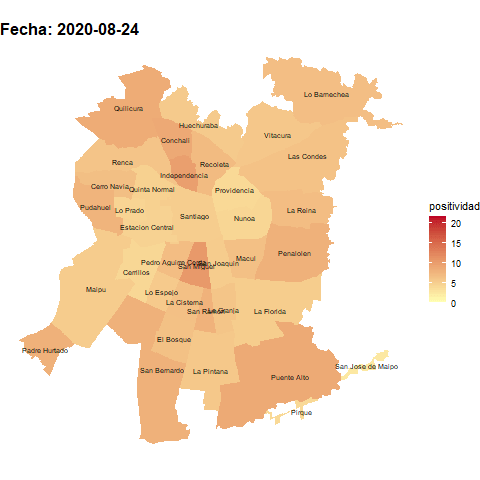 Fecha: 2020-08-24
Lo Barnechea
Quilicura
Huechuraba
Vitacura
Conchali
Las Condes
Renca
Recoleta
Independencia
Cerro Navia
Quinta Normal
Providencia
Pudahuel
Lo Prado
Santiago
Nunoa
La Reina
Estacion Central
Pedro Aguirre Cerda
San Miguel
San Joaquin
Macul
Penalolen
Cerrillos
Maipu
Lo Espejo
La Cisterna
San Ramon
La Granja
La Florida
El Bosque
Padre Hurtado
San Bernardo
La Pintana
Puente Alto
San Jose de Maipo
Pirque
positividad
20
15
10
5
0